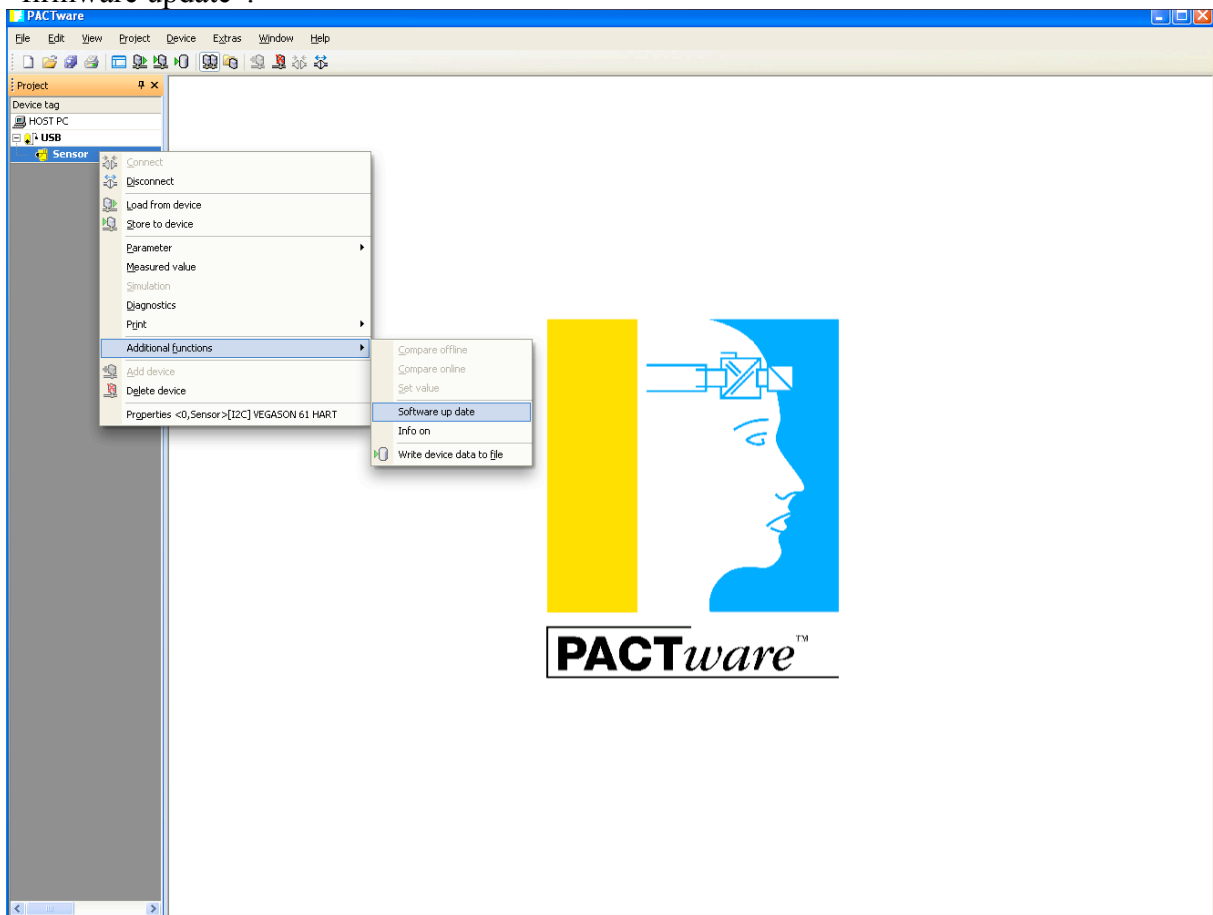 "firmware update".
PACTware
File Edit View Project Device Extras Window Help
Project
Device tag
HOST PC
USB
Sensor
Connect
Disconnect
Load from device
Store to device
Parameter
Measured value
Simulation
Diagnostics
Print
Additional functions
Add device
Delete device
Properties <0,Sensor>[I2C] VEGASON 61 HART
Compare offline
Compare online
Set value
Software up date
Info on
Write device data to file
PACTware™